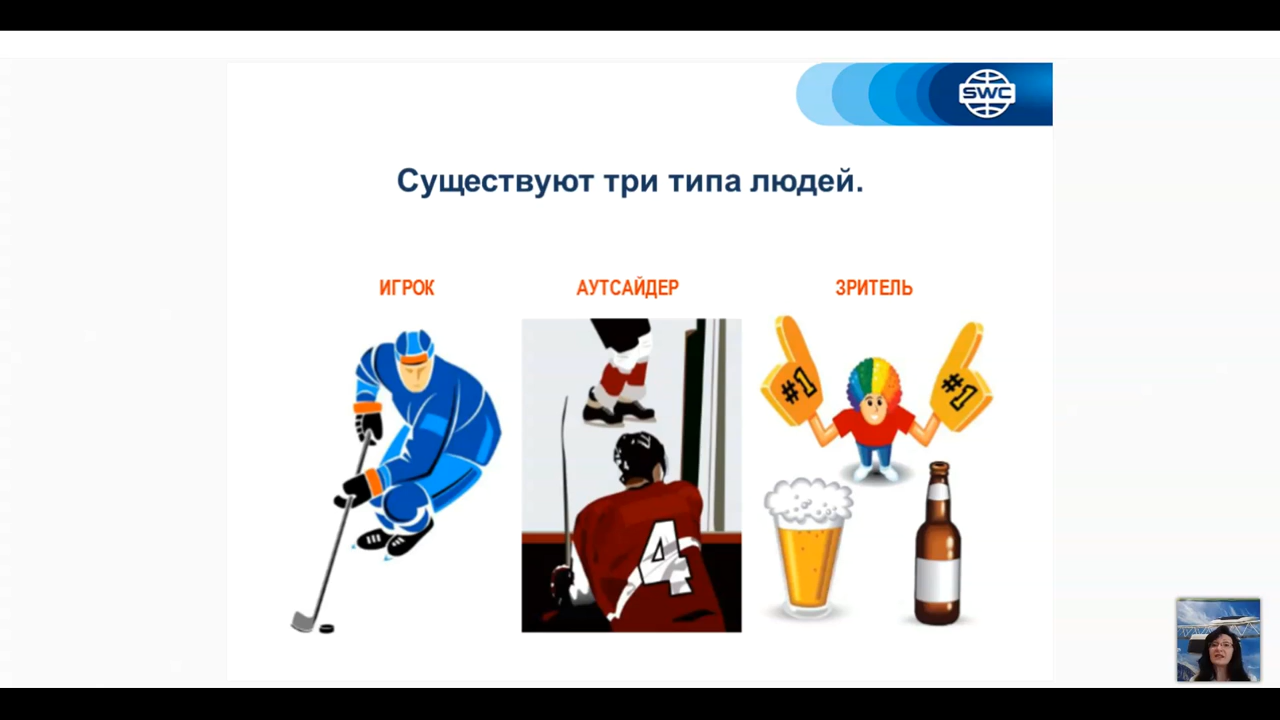 SWC
Существуют три типа людей.
ИГРОК
АУТСАЙДЕР
ЗРИТЕЛЬ
#1
#1
4